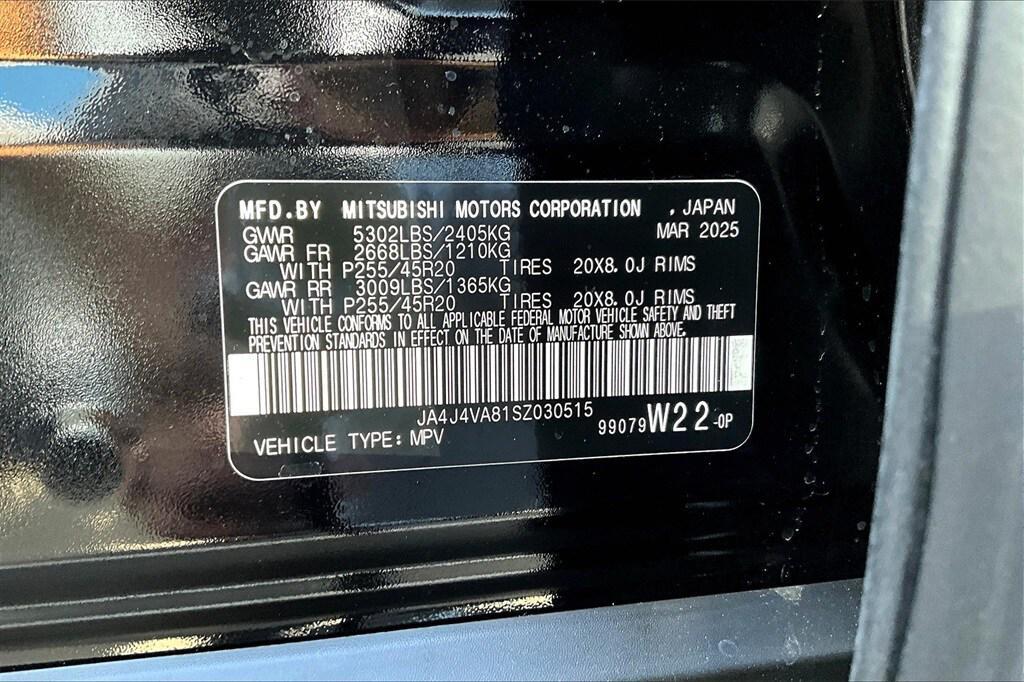 MFD.BY MITSUBISHI MOTORS CORPORATION , JAPAN
GVWR 5302LBS/2405KG MAR 2025
GAWR FR 2668LBS/1210KG
WITH P255/45R20 TIRES 20X8.0J RIMS
GAWR RR 3009LBS/1365KG
WITH P255/45R20 TIRES 20X8.0J RIMS
THIS VEHICLE CONFORMS TO ALL APPLICABLE FEDERAL MOTOR VEHICLE SAFETY AND THEFT
PREVENTION STANDARDS IN EFFECT ON THE DATE OF MANUFACTURE SHOWN ABOVE.
JA4J4VA81SZ030515
99079W22-0P
VEHICLE TYPE: MPV